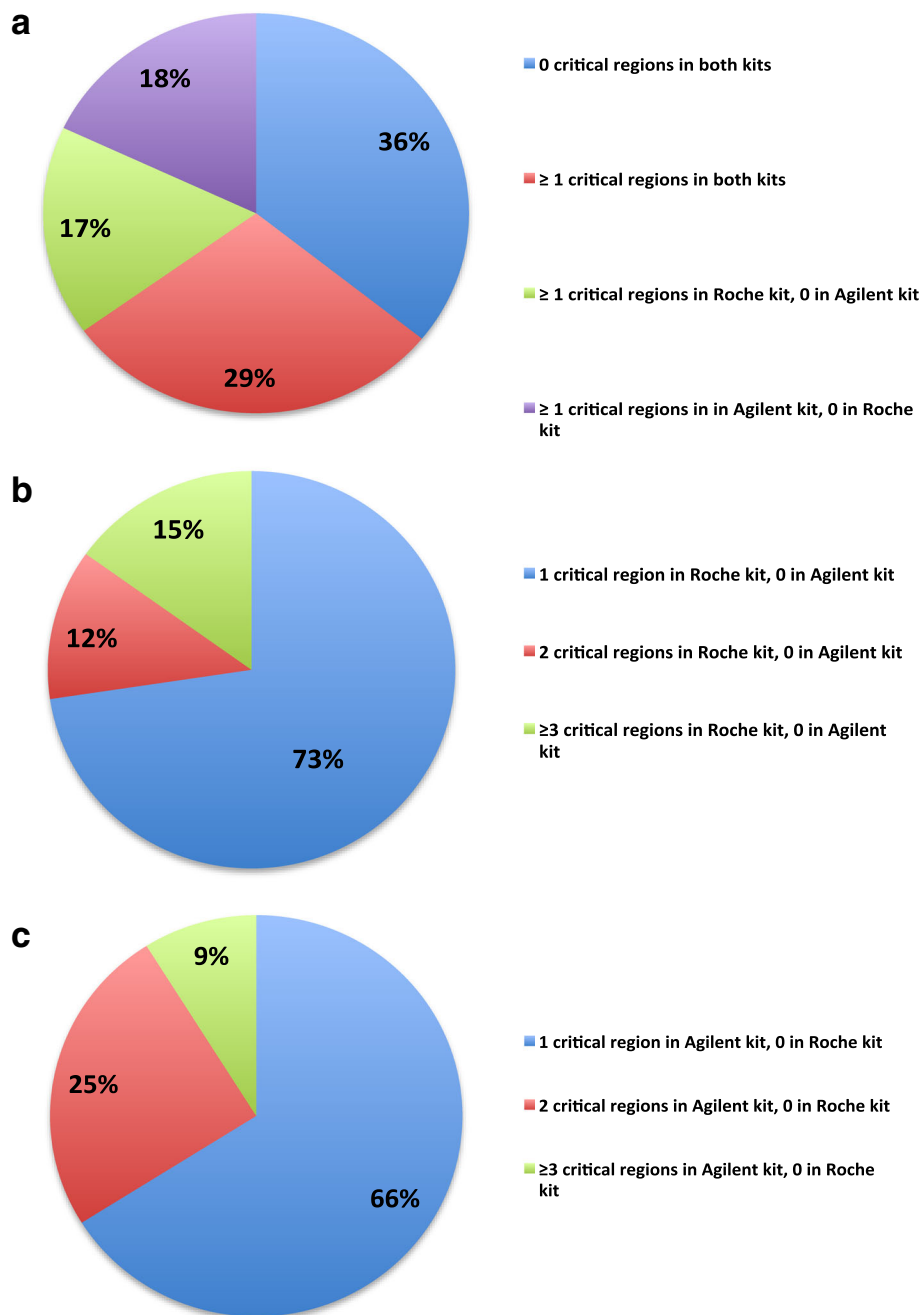 a
18%
36%
17%
29%
0 critical regions in both kits
≥ 1 critical regions in both kits
≥ 1 critical regions in Roche kit, 0 in Agilent kit
≥ 1 critical regions in in Agilent kit, 0 in Roche
kit
b
15%
12%
73%
1 critical region in Roche kit, 0 in Agilent kit
2 critical regions in Roche kit, 0 in Agilent kit
≥3 critical regions in Roche kit, 0 in Agilent
kit
c
9%
25%
66%
1 critical region in Agilent kit, 0 in Roche kit
2 critical regions in Agilent kit, 0 in Roche kit
≥3 critical regions in Agilent kit, 0 in Roche
kit